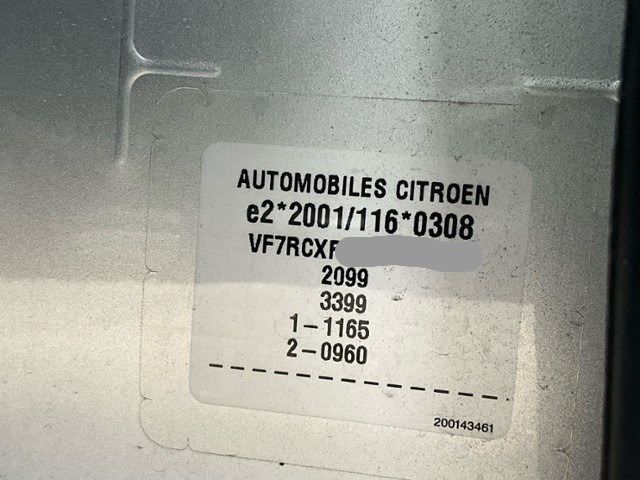 AUTOMOBILES CITROEN
e2*2001/116*0308
VF7RCXF
2099
3399
1-1165
2-0960
200143461